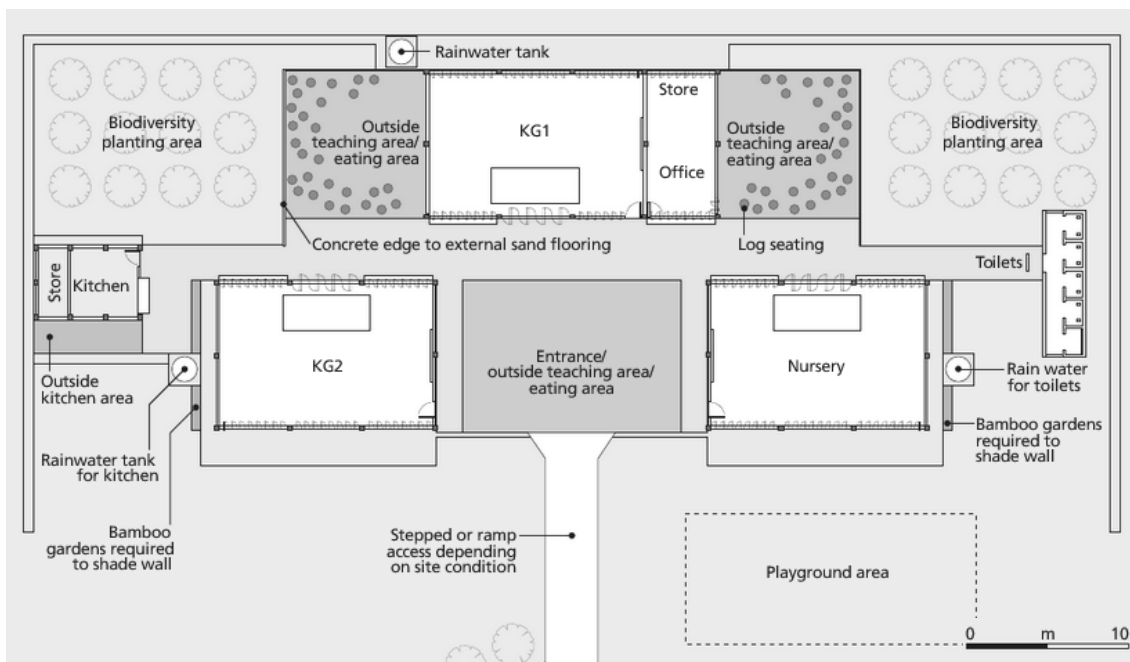 Rainwater tank
Biodiversity
planting area
Outside
teaching area/
eating area
KG1
Store
Office
Outside
teaching area/
eating area
Biodiversity
planting area
Concrete edge to external sand flooring
Log seating
Toilets
Store
Kitchen
KG2
Entrance/
outside teaching area/
eating area
Nursery
Outside
kitchen area
Rain water
for toilets
Rainwater tank
for kitchen
Bamboo gardens
required to
shade wall
Bamboo
gardens required
to shade wall
Stepped or ramp
access depending
on site condition
Playground area
0 m 10